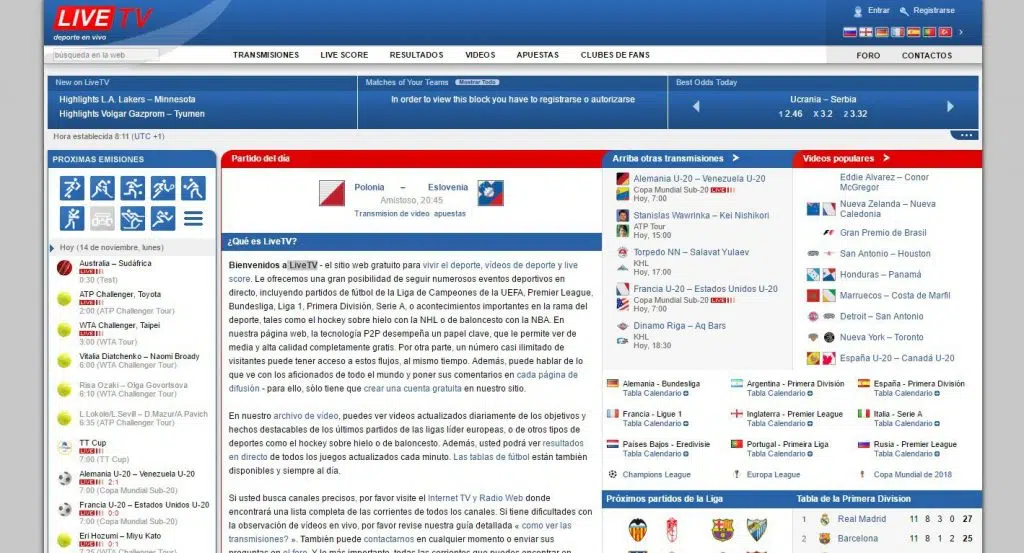 LIVE TV
deporte en vivo
Entrar
Registrarse
búsqueda en la web
TRANSMISIONES
LIVE SCORE
RESULTADOS
VIDEOS
APUESTAS
CLUBES DE FANS
FORO
CONTACTOS
New on LiveTV
Highlights L.A. Lakers – Minnesota
Highlights Volgar Gazprom – Tyumen
Matches of Your Teams
Mostrar Todo
In order to view this block you have to registrarse o autorizarse
Best Odds Today
Ucrania – Serbia
1 2.46 X 3.2 2 3.32
Hora establecida 8:11 (UTC +1)
PROXIMAS EMISIONES
Hoy (14 de noviembre, lunes)
Australia – Sudáfrica
LIVE
0:30 (Test)
ATP Challenger, Toyota
LIVE
2:00 (ATP Challenger Tour)
WTA Challenger, Taipei
LIVE
3:00 (WTA Tour)
Vitalia Diatchenko – Naomi Broady
6:00 (WTA Challenger Tour)
Risa Ozaki – Olga Govortsova
6:10 (WTA Challenger Tour)
L.Lokole/L.Sevill – D.Mazur/A.Pavich
6:35 (ATP Challenger Tour)
TT Cup
LIVE
7:00 (TT Cup)
Alemania U-20 – Venezuela U-20
LIVE 2:1
7:00 (Copa Mundial Sub-20)
Francia U-20 – Estados Unidos U-20
LIVE 0:0
7:00 (Copa Mundial Sub-20)
Eri Hozumi – Miyu Kato
LIVE 0:1
7:25 (WTA Challenger Tour)
Partido del día
Polonia – Eslovenia
Amistoso, 20:45
Transmision de video apuestas
¿Qué es LiveTV?
Bienvenidos a LiveTV - el sitio web gratuito para vivir el deporte, vídeos de deporte y live
score. Le ofrecemos una gran posibilidad de seguir numerosos eventos deportivos en
directo, incluyendo partidos de fútbol de la Liga de Campeones de la UEFA, Premier League,
Bundesliga, Liga 1, Primera División, Serie A, o acontecimientos importantes en la rama del
deporte, tales como el hockey sobre hielo con la NHL o de baloncesto con la NBA. En
nuestra página web, la tecnología P2P desempeña un papel clave, que le permite ver de
media y alta calidad completamente gratis. Por otra parte, un número casi ilimitado de
visitantes puede tener acceso a estos flujos, al mismo tiempo. Además, puede hablar de lo
que ve con los aficionados de todo el mundo y poner sus comentarios en cada página de
difusión - para ello, sólo tiene que crear una cuenta gratuita en nuestro sitio.
En nuestro archivo de vídeo, puedes ver videos actualizados diariamente de los objetivos y
hechos destacables de los últimos partidos de las ligas líder europeas, o de otros tipos de
deportes como el hockey sobre hielo o de baloncesto. Además, usted podrá ver resultados
en directo de todos los juegos actualizados cada minuto. Las tablas de fútbol están también
disponibles y siempre al día.
Si usted busca canales precisos, por favor visite el Internet TV y Radio Web donde
encontrará una lista completa de las corrientes de todos los canales. Si tiene dificultades con
la observación de vídeos en vivo, por favor revise nuestra guía detallada « como ver las
transmisiones? ». También puede contactarnos en cualquier momento o enviar sus
preguntas en el foro. Y lo más importante, todas las corrientes que puedes encontrar en
Arriba otras transmisiones
Alemania U-20 – Venezuela U-20
Copa Mundial Sub-20 LIVE
Hoy, 7:00
Stanislas Wawrinka – Kei Nishikori
ATP Tour
Hoy, 15:00
Torpedo NN – Salavat Yulaev
KHL
Hoy, 17:00
Francia U-20 – Estados Unidos U-20
Copa Mundial Sub-20 LIVE
Hoy, 7:00
Dinamo Riga – Aq Bars
KHL
Hoy, 18:30
Videos populares
Eddie Alvarez – Conor
McGregor
Nueva Zelanda – Nueva
Caledonia
Gran Premio de Brasil
San Antonio – Houston
Honduras – Panamá
Marruecos – Costa de Marfil
Detroit – San Antonio
Nueva York – Toronto
España U-20 – Canadá U-20
Alemania - Bundesliga
Tabla Calendario
Argentina - Primera División
Tabla Calendario
España - Primera División
Tabla Calendario
Francia - Ligue 1
Tabla Calendario
Inglaterra - Premier League
Tabla Calendario
Italia - Serie A
Tabla Calendario
Países Bajos - Eredivisie
Tabla Calendario
Portugal - Primeira Liga
Tabla Calendario
Rusia - Premier League
Tabla Calendario
Champions League
Europa League
Copa Mundial de 2018
Próximos partidos de la Liga
Tabla de la Primera Division
1 Real Madrid 11 8 3 0 27
2 Barcelona 11 8 1 2 25